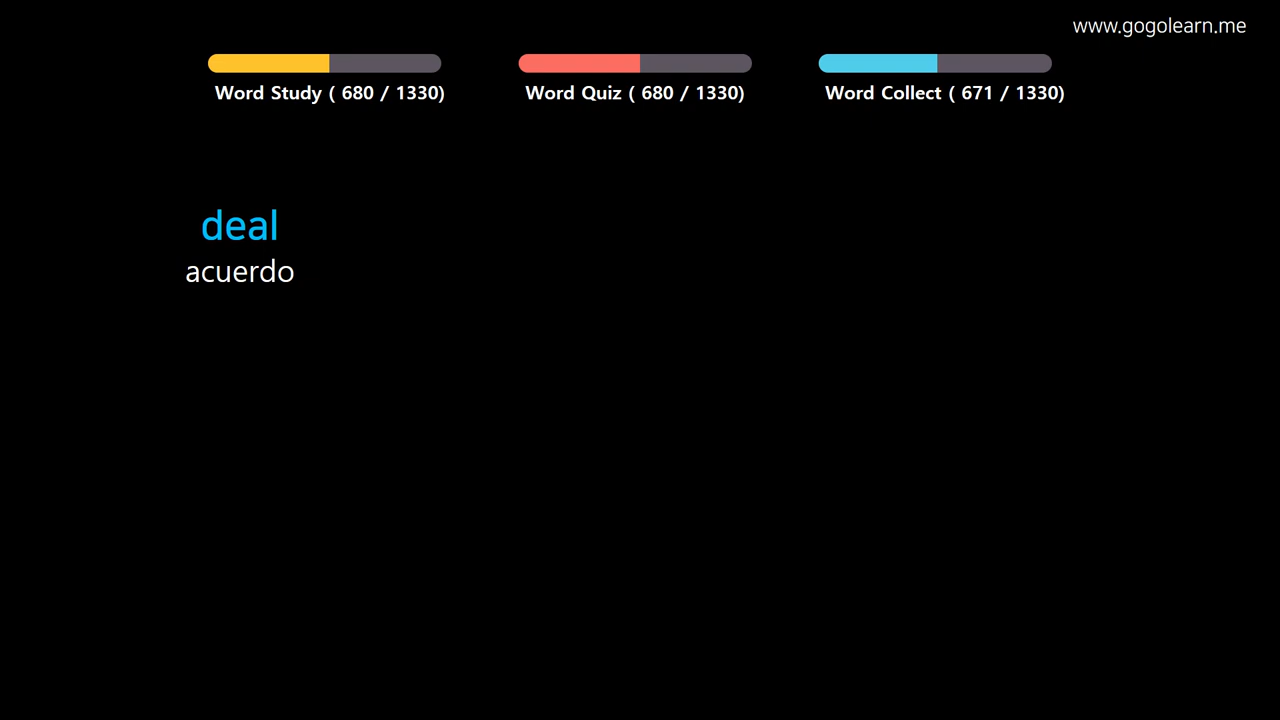 www.gogolearn.me
Word Study ( 680 / 1330)
Word Quiz ( 680 / 1330)
Word Collect ( 671 / 1330)
deal
acuerdo